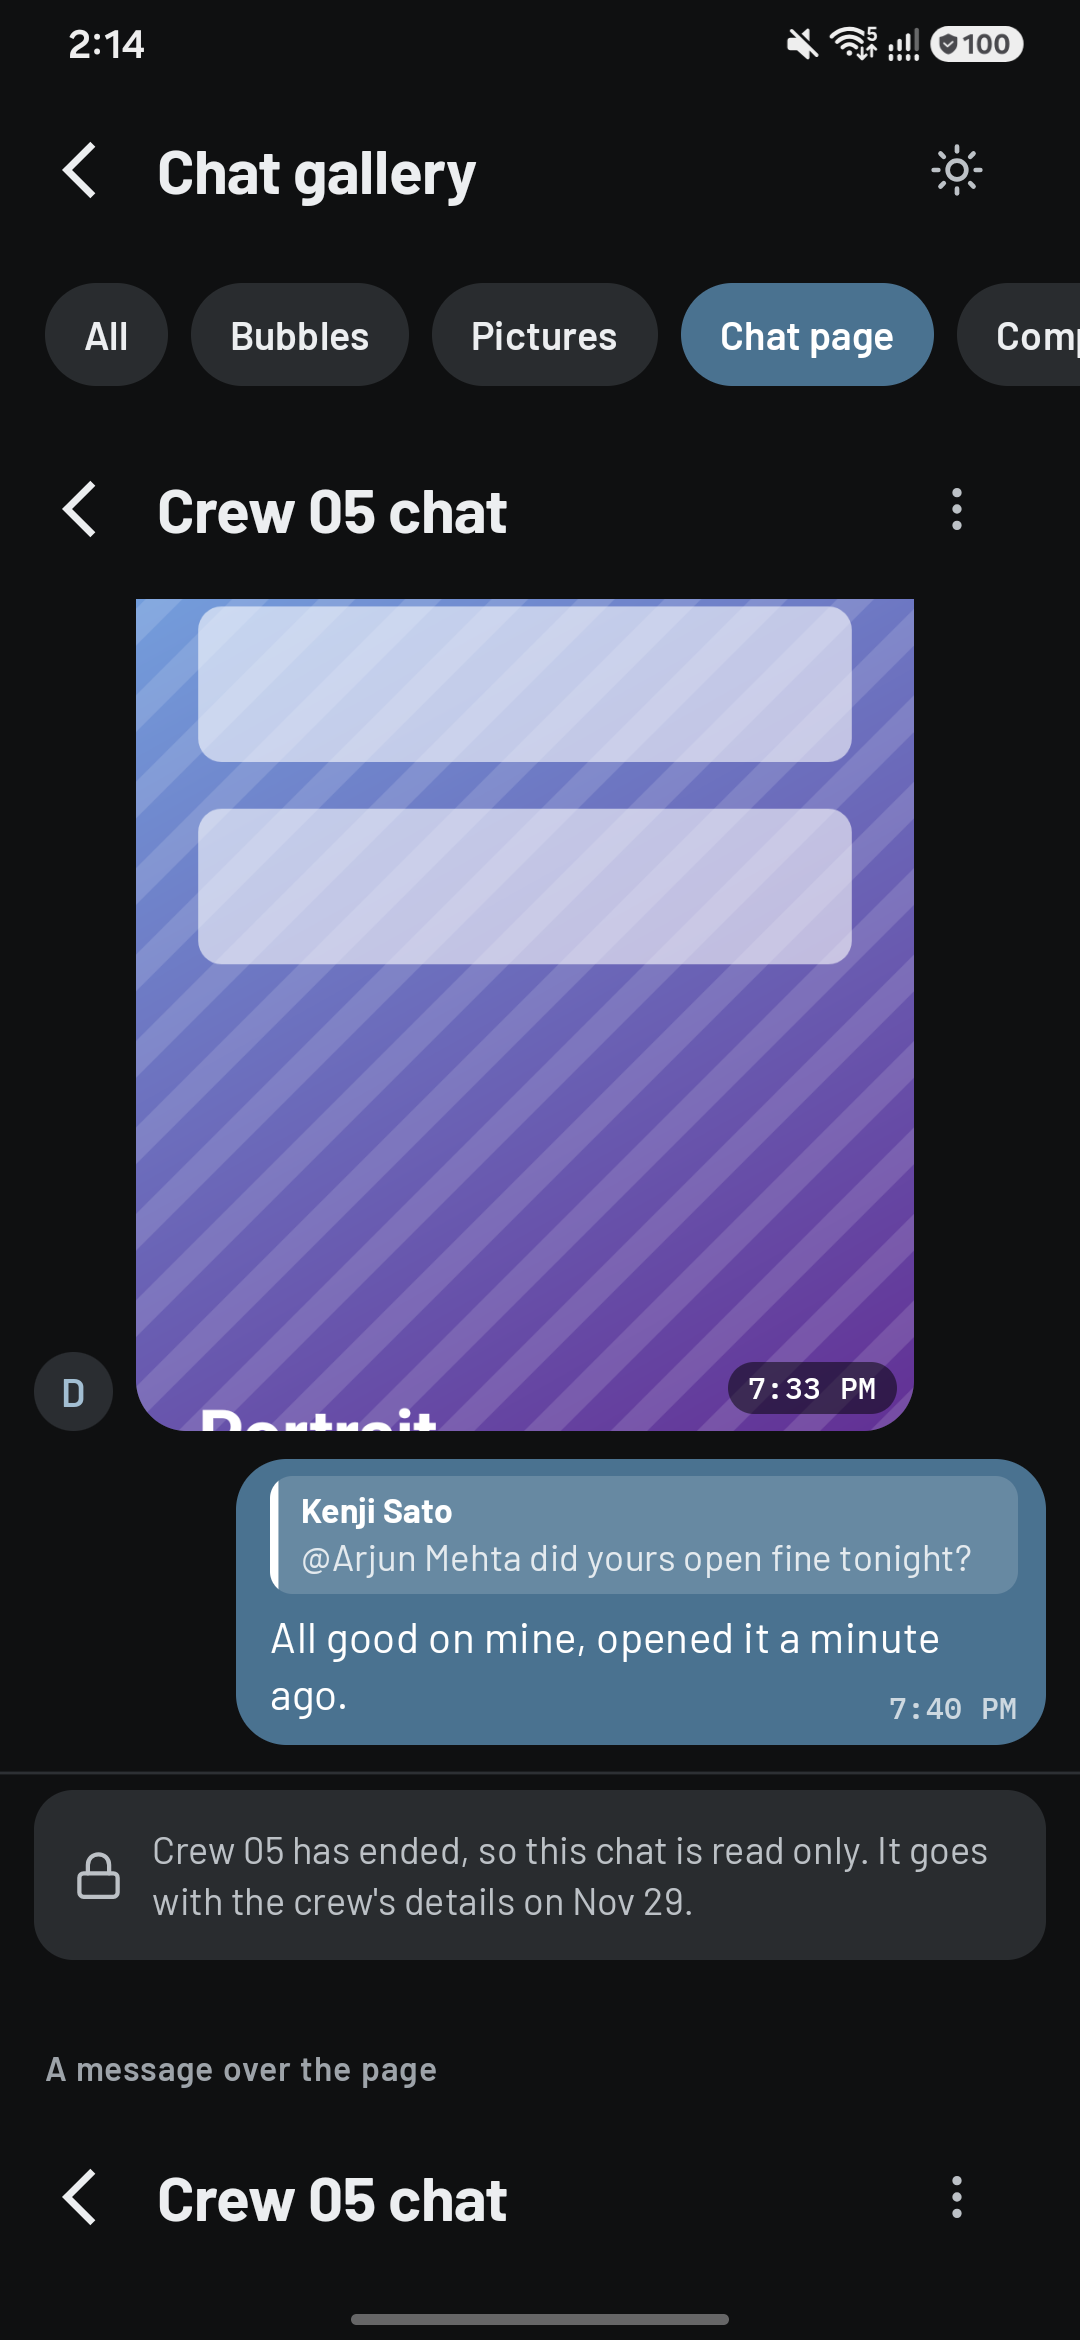 2:14
5
100
Chat gallery
All
Bubbles
Pictures
Chat page
Crew 05 chat
D
Portrait
7:33 PM
Kenji Sato
@Arjun Mehta did yours open fine tonight?
All good on mine, opened it a minute
ago.
7:40 PM
Crew 05 has ended, so this chat is read only. It goes
with the crew's details on Nov 29.
A message over the page
Crew 05 chat